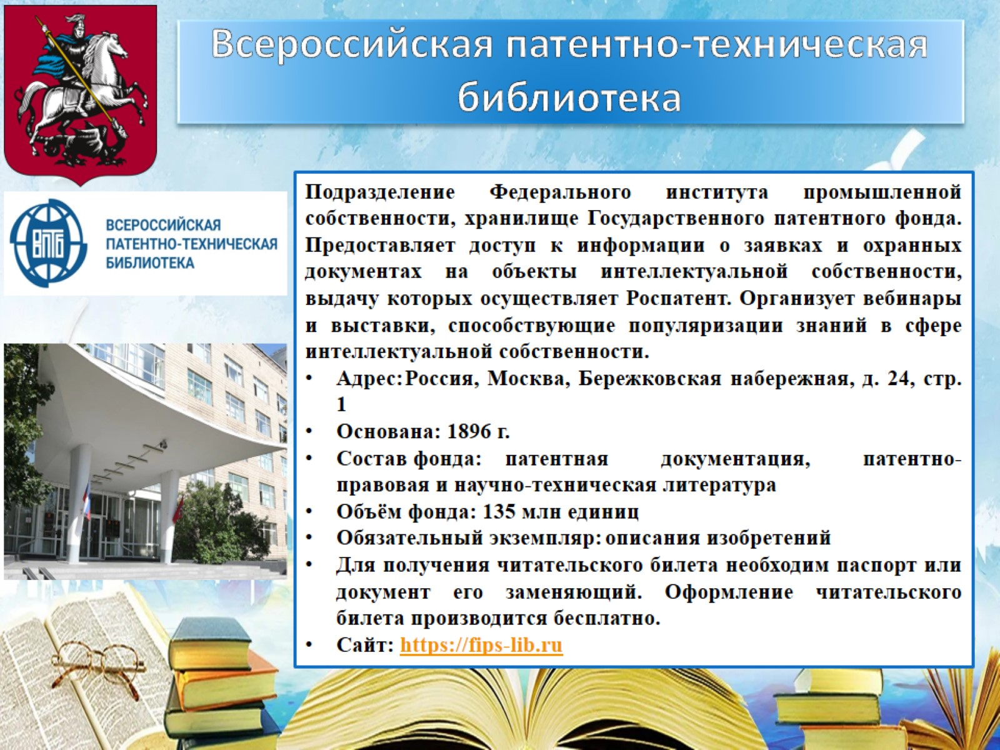 Всероссийская патентно-техническая
библиотека
ВСЕРОССИЙСКАЯ
ПАТЕНТНО-ТЕХНИЧЕСКАЯ
БИБЛИОТЕКА
ВПТБ
Подразделение Федерального института промышленной
собственности, хранилище Государственного патентного фонда.
Предоставляет доступ к информации о заявках и охранных
документах на объекты интеллектуальной собственности,
выдачу которых осуществляет Роспатент. Организует вебинары
и выставки, способствующие популяризации знаний в сфере
интеллектуальной собственности.
• Адрес: Россия, Москва, Бережковская набережная, д. 24, стр.
1
• Основана: 1896 г.
• Состав фонда: патентная документация, патентно-
правовая и научно-техническая литература
• Объём фонда: 135 млн единиц
• Обязательный экземпляр: описания изобретений
• Для получения читательского билета необходим паспорт или
документ его заменяющий. Оформление читательского
билета производится бесплатно.
• Сайт: https://fips-lib.ru